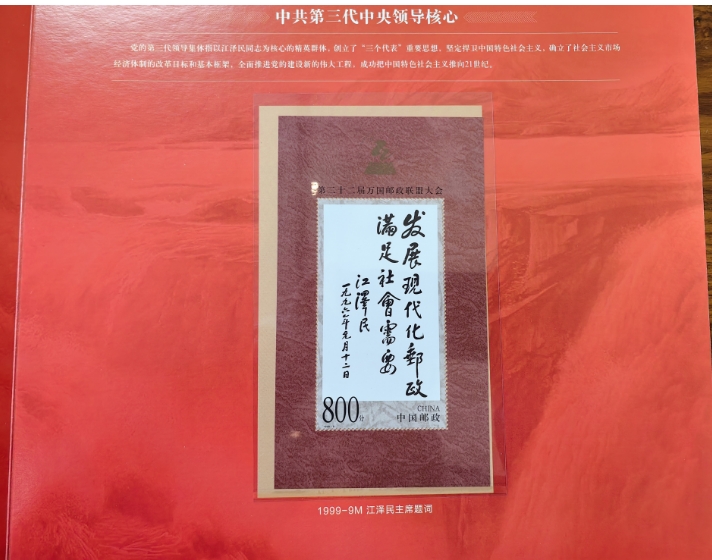 中共第三代中央领导核心
党的第三代领导集体指以江泽民同志为核心的精英群体，创立了“三个代表”重要思想，坚定捍卫中国特色社会主义，确立了社会主义市场
经济体制的改革目标和基本框架，全面推进党的建设新的伟大工程，成功把中国特色社会主义推向21世纪。
第二十二届万国邮政联盟大会
发展现代化郵政
满足社會需要
江澤民
一九九六年元月十二日
800分
CHINA
中国邮政
1999-9M 江泽民主席题词